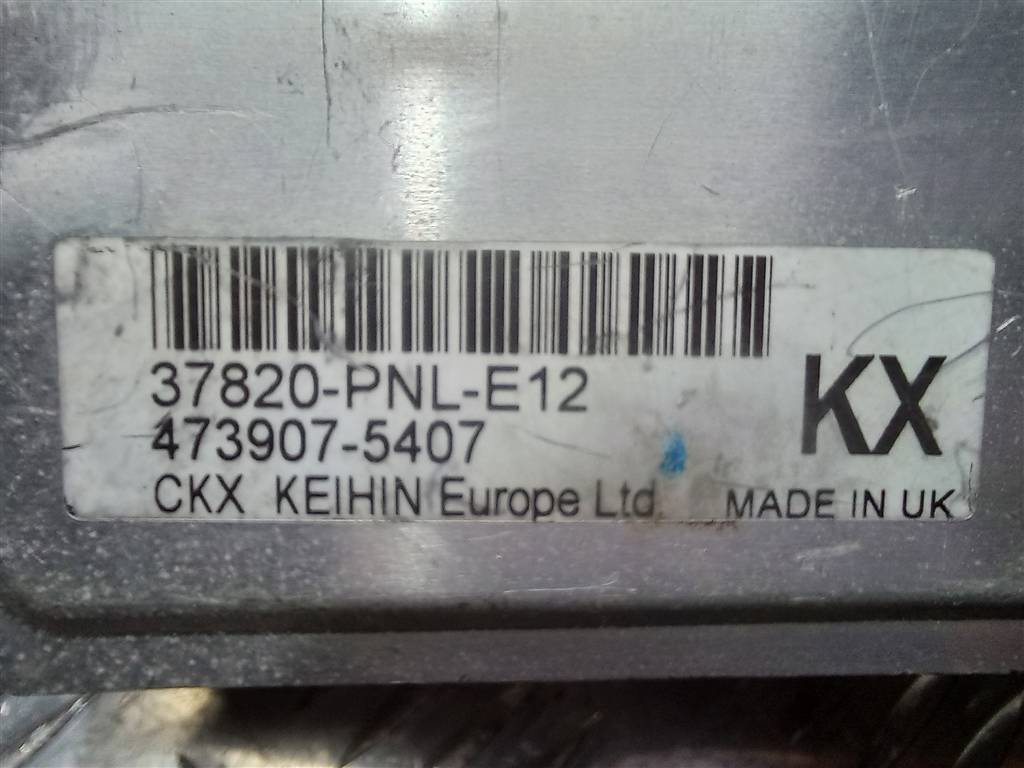 37820-PNL-E12
KX
473907-5407
CKX KEIHIN Europe Ltd. MADE IN UK